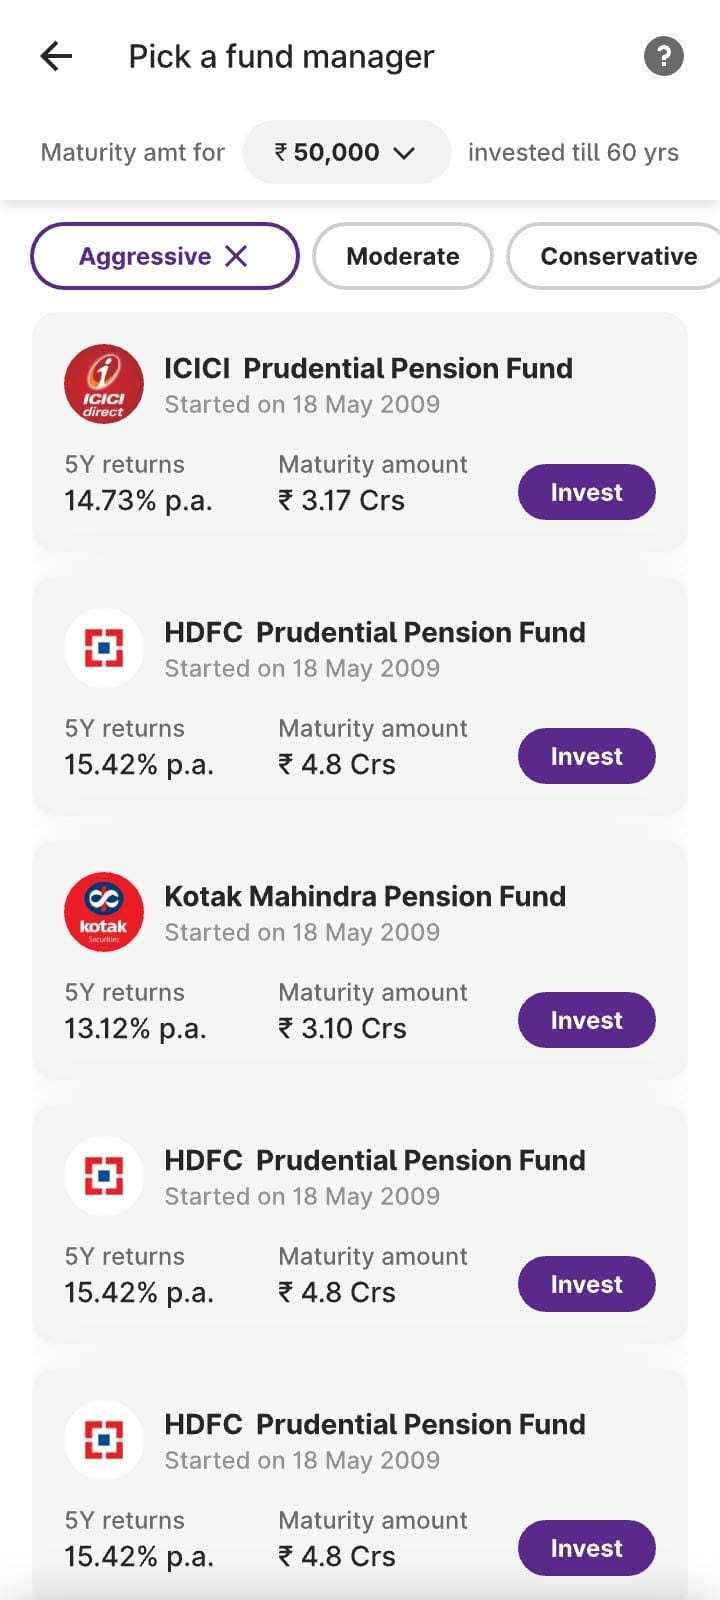 Pick a fund manager
?
Maturity amt for ₹ 50,000 invested till 60 yrs
Aggressive Moderate Conservative
ICICI Prudential Pension Fund
Started on 18 May 2009
i
ICICI
direct
5Y returns Maturity amount
14.73% p.a. ₹ 3.17 Crs
Invest
HDFC Prudential Pension Fund
Started on 18 May 2009
5Y returns Maturity amount
15.42% p.a. ₹ 4.8 Crs
Invest
Kotak Mahindra Pension Fund
Started on 18 May 2009
kotak
Securities
5Y returns Maturity amount
13.12% p.a. ₹ 3.10 Crs
Invest
HDFC Prudential Pension Fund
Started on 18 May 2009
5Y returns Maturity amount
15.42% p.a. ₹ 4.8 Crs
Invest
HDFC Prudential Pension Fund
Started on 18 May 2009
5Y returns Maturity amount
15.42% p.a. ₹ 4.8 Crs
Invest